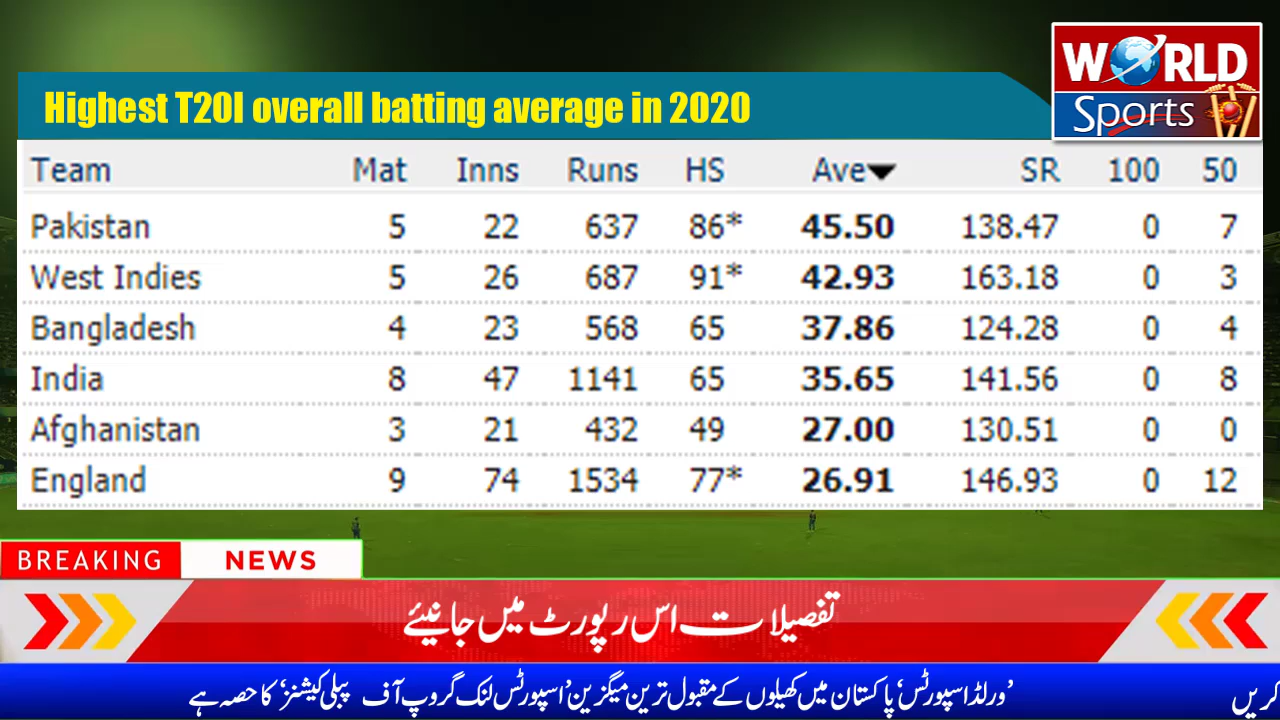 WORLD
Sports
Highest T20I overall batting average in 2020
Team Mat Inns Runs HS Ave▼ SR 100 50
Pakistan 5 22 637 86* 45.50 138.47 0 7
West Indies 5 26 687 91* 42.93 163.18 0 3
Bangladesh 4 23 568 65 37.86 124.28 0 4
India 8 47 1141 65 35.65 141.56 0 8
Afghanistan 3 21 432 49 27.00 130.51 0 0
England 9 74 1534 77* 26.91 146.93 0 12
BREAKING NEWS
تفصیلات اس رپورٹ میں جانیئے
کریں ’ورلڈ اسپورٹس‘ پاکستان میں کھیلوں کے مقبول ترین میگزین ’اسپورٹس لنک گروپ آف پبلی کیشنز‘ کا حصہ ہے